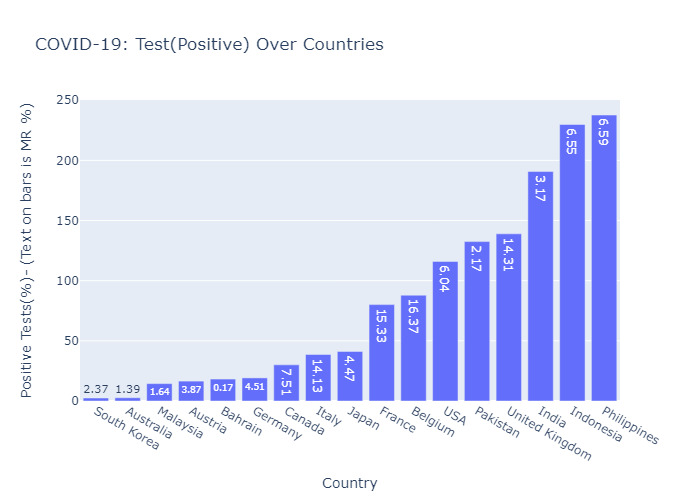 COVID-19: Test(Positive) Over Countries
Positive Tests(%)- (Text on bars is MR %)
250
200
150
100
50
0
2.37
1.39
1.64
3.87
0.17
4.51
7.51
14.13
4.47
15.33
16.37
6.04
2.17
14.31
3.17
6.55
6.59
South Korea
Australia
Malaysia
Austria
Bahrain
Germany
Canada
Italy
Japan
France
Belgium
USA
Pakistan
United Kingdom
India
Indonesia
Philippines
Country